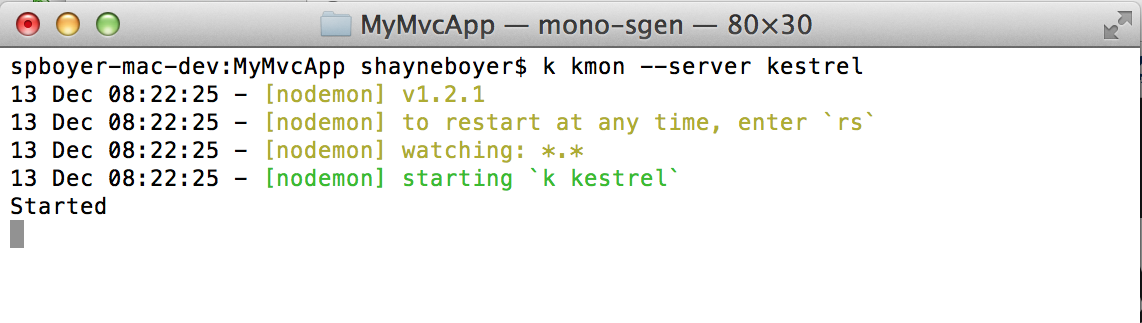 MyMvcApp — mono-sgen — 80×30
spboyer-mac-dev:MyMvcApp shayneboyer$ k kmon --server kestrel
13 Dec 08:22:25 - [nodemon] v1.2.1
13 Dec 08:22:25 - [nodemon] to restart at any time, enter `rs`
13 Dec 08:22:25 - [nodemon] watching: *.*
13 Dec 08:22:25 - [nodemon] starting `k kestrel`
Started